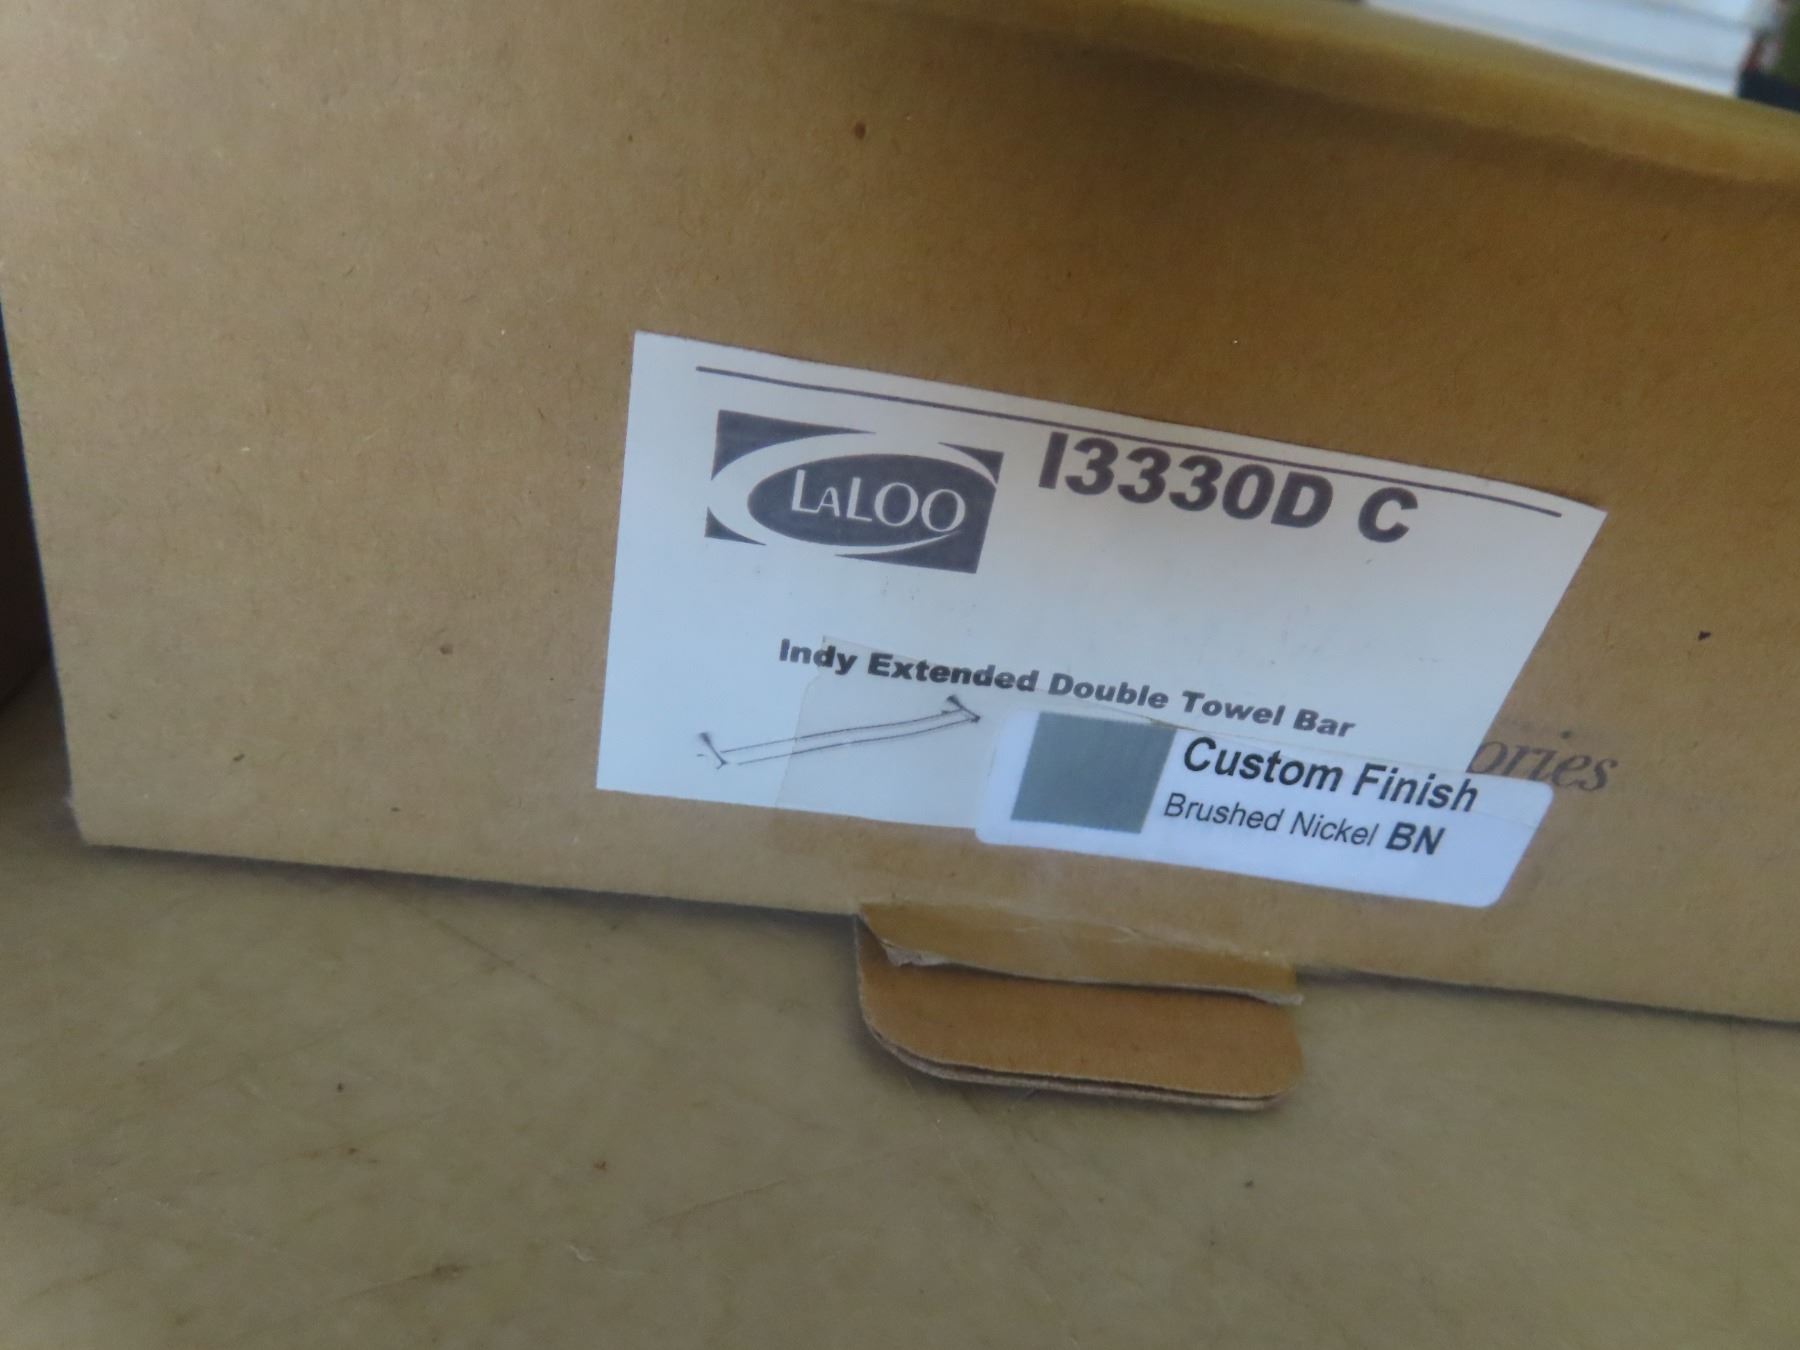 LALOO
I3330D C
Indy Extended Double Towel Bar
Custom Finish
Brushed Nickel BN